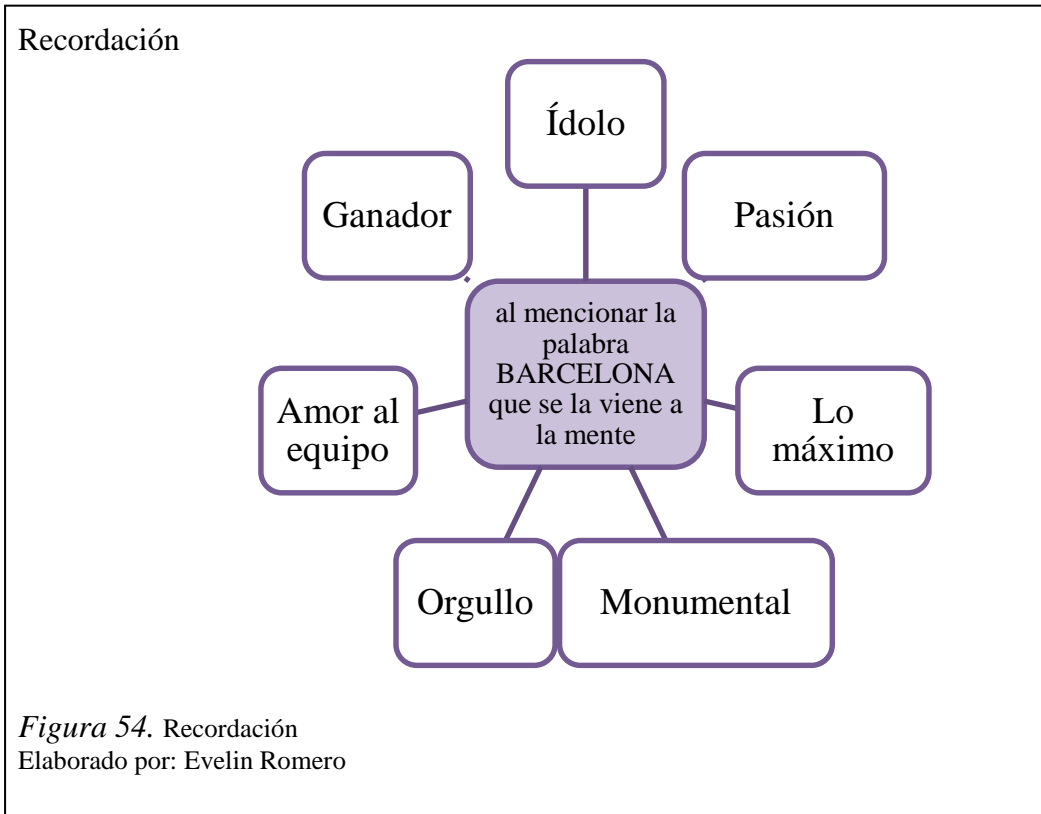 Recordación
Ídolo
Ganador
Pasión
al mencionar la
palabra
BARCELONA
que se la viene a
la mente
Amor al
equipo
Lo
máximo
Orgullo
Monumental
Figura 54. Recordación
Elaborado por: Evelin Romero